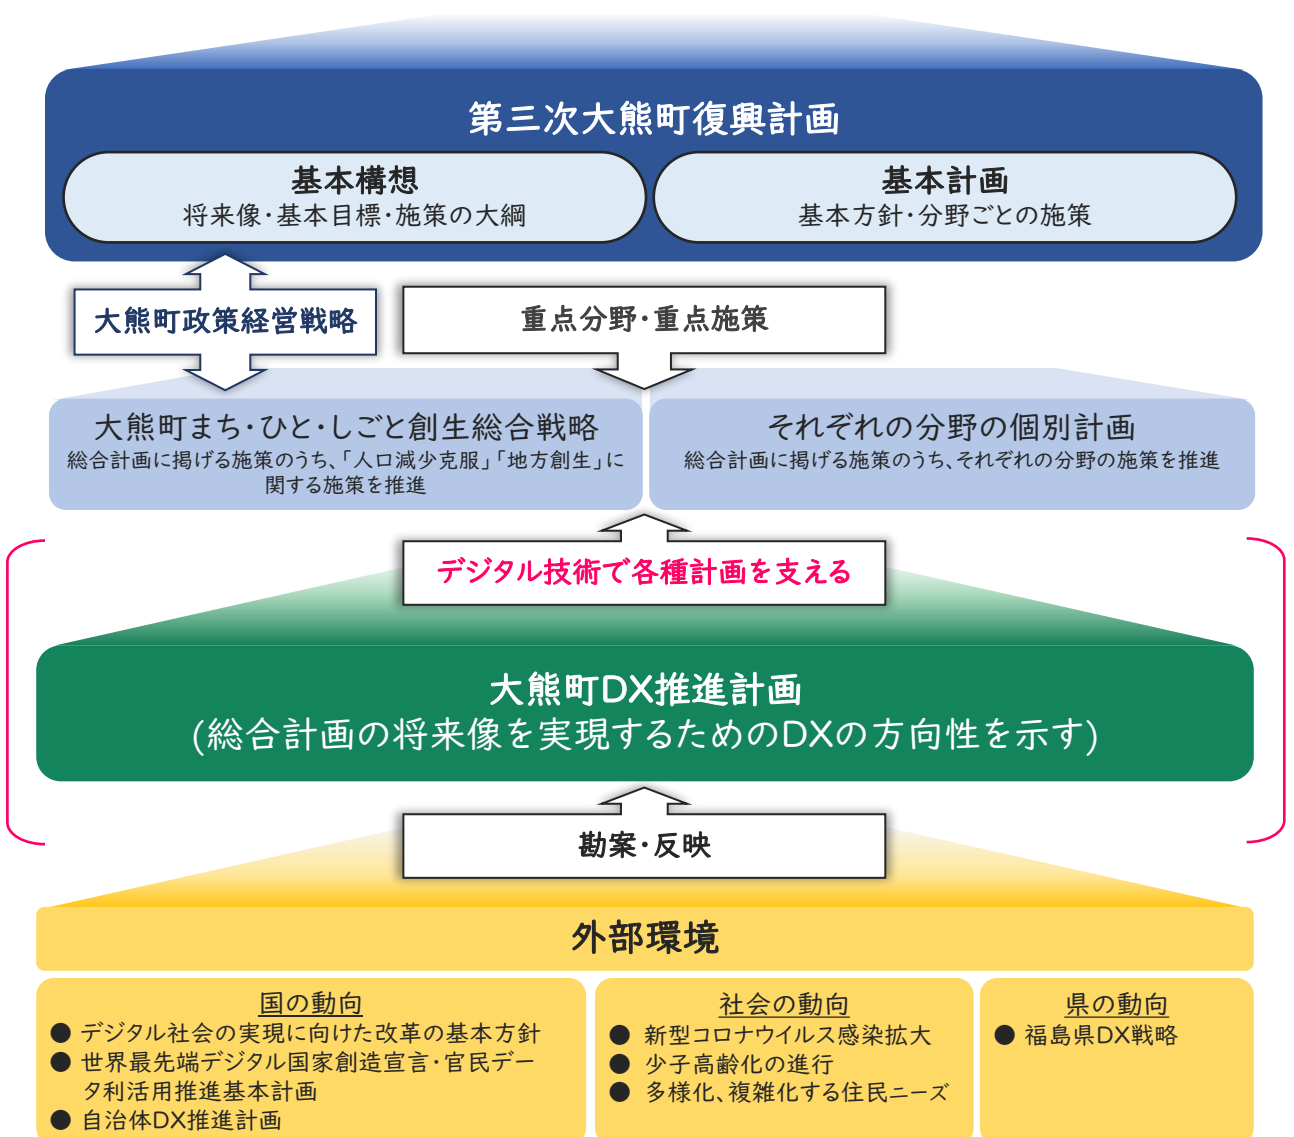 第三次大熊町復興計画
基本構想
将来像・基本目標・施策の大綱
基本計画
基本方針・分野ごとの施策
大熊町政策経営戦略
重点分野・重点施策
大熊町まち・ひと・しごと創生総合戦略
総合計画に掲げる施策のうち、「人口減少克服」「地方創生」に
関する施策を推進
それぞれの分野の個別計画
総合計画に掲げる施策のうち、それぞれの分野の施策を推進
デジタル技術で各種計画を支える
大熊町DX推進計画
(総合計画の将来像を実現するためのDXの方向性を示す)
勘案・反映
外部環境
国の動向
● デジタル社会の実現に向けた改革の基本方針
● 世界最先端デジタル国家創造宣言・官民デー
タ利活用推進基本計画
● 自治体DX推進計画
社会の動向
● 新型コロナウイルス感染拡大
● 少子高齢化の進行
● 多様化、複雑化する住民ニーズ
県の動向
● 福島県DX戦略